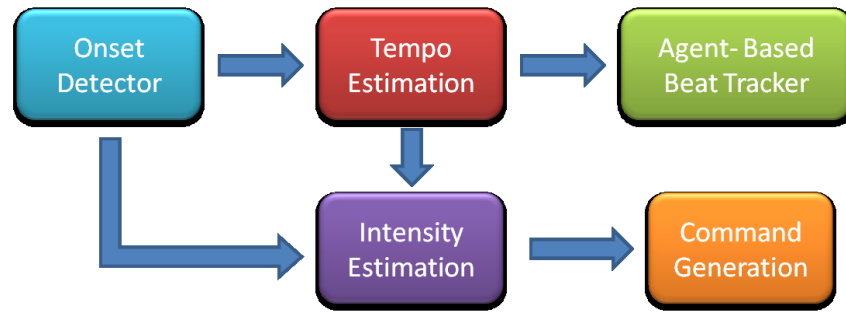 Onset
Detector
Tempo
Estimation
Agent- Based
Beat Tracker
Intensity
Estimation
Command
Generation